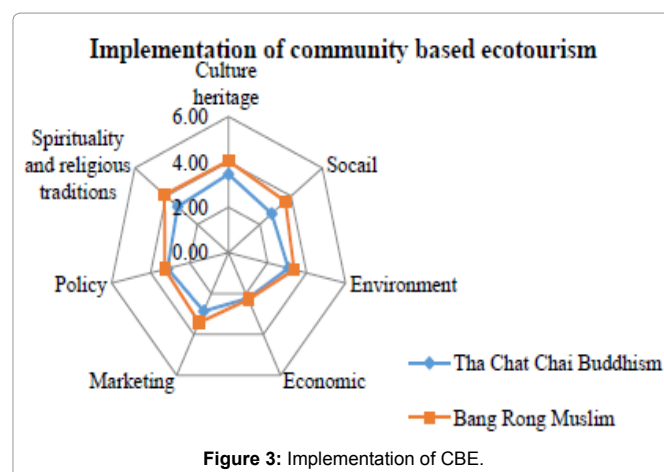 Implementation of community based ecotourism
Culture
heritage
6.00
4.00
2.00
0.00
Socail
Environment
Economic
Marketing
Policy
Spirituality
and religious
traditions
Tha Chat Chai Buddhism
Bang Rong Muslim
Figure 3: Implementation of CBE.